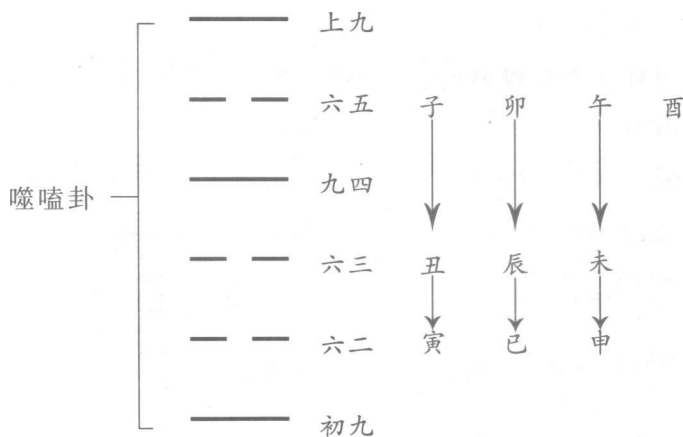 上九
六五 子 卯 午 酉
九四
噬嗑卦
六三 丑 辰 未
六二 寅 巳 申
初九